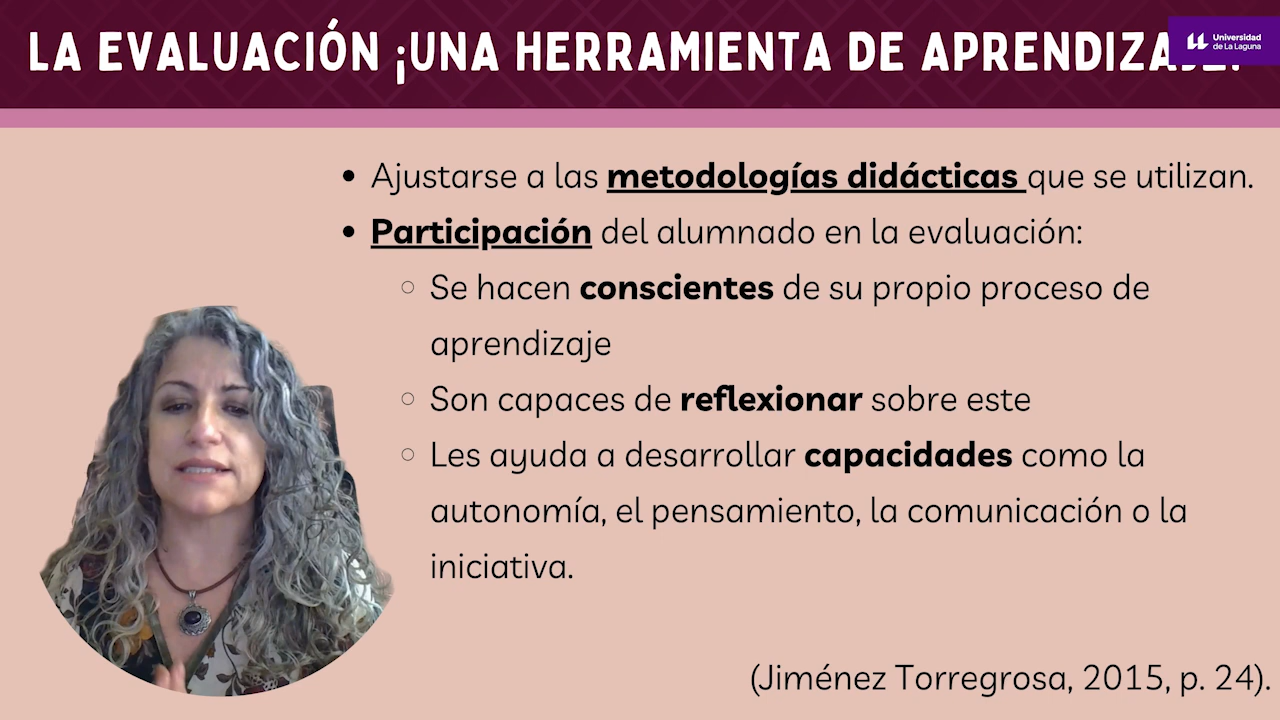 LA EVALUACIÓN ¡UNA HERRAMIENTA DE APRENDIZAJE!
Universidad
de La Laguna
Ajustarse a las metodologías didácticas que se utilizan.
Participación del alumnado en la evaluación:
Se hacen conscientes de su propio proceso de
aprendizaje
Son capaces de reflexionar sobre este
Les ayuda a desarrollar capacidades como la
autonomía, el pensamiento, la comunicación o la
iniciativa.
(Jiménez Torregrosa, 2015, p. 24).